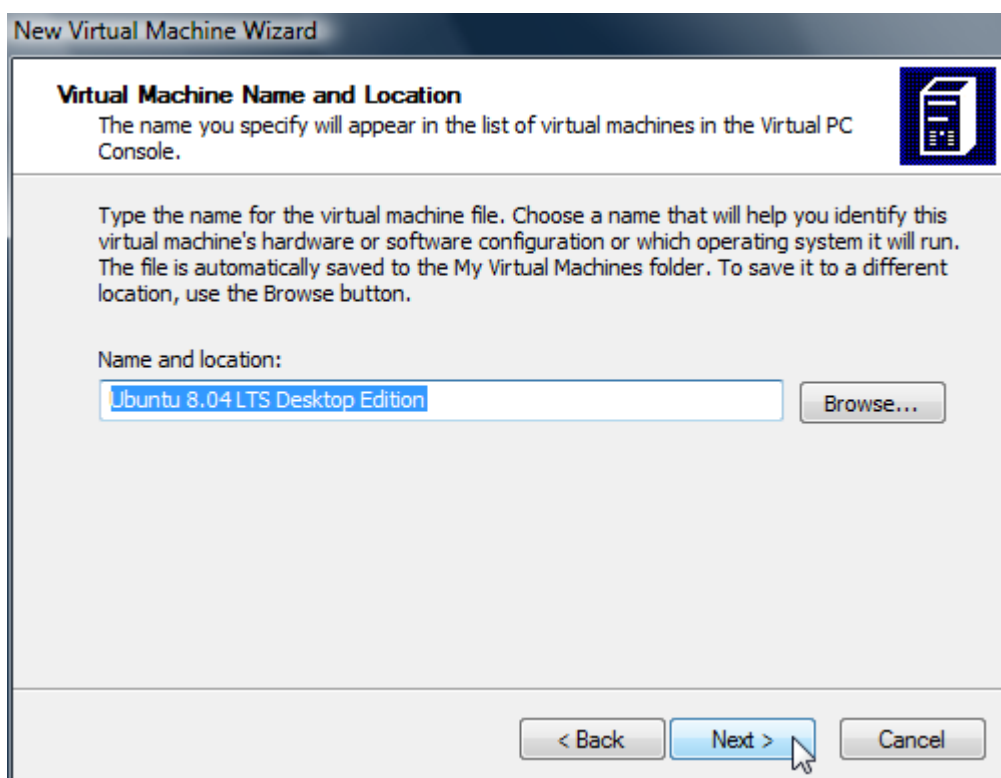 New Virtual Machine Wizard
Virtual Machine Name and Location
The name you specify will appear in the list of virtual machines in the Virtual PC
Console.
Type the name for the virtual machine file. Choose a name that will help you identify this
virtual machine's hardware or software configuration or which operating system it will run.
The file is automatically saved to the My Virtual Machines folder. To save it to a different
location, use the Browse button.
Name and location:
Ubuntu 8.04 LTS Desktop Edition
Browse...
< Back
Next >
Cancel